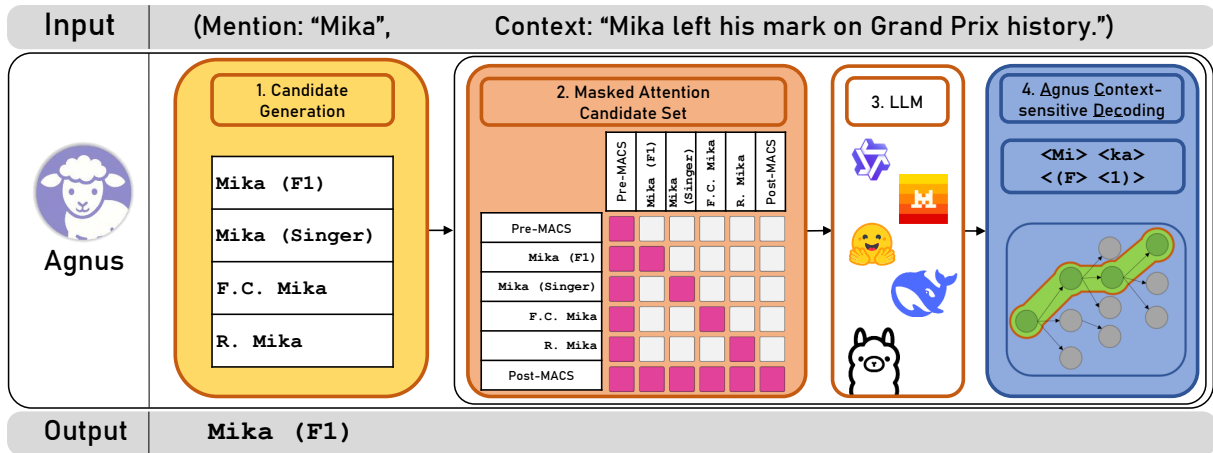 Input
(Mention: “Mika”,
Context: “Mika left his mark on Grand Prix history.”)
Agnus
1. Candidate
Generation
Mika (F1)
Mika (Singer)
F.C. Mika
R. Mika
2. Masked Attention
Candidate Set
Pre-MACS
Mika (F1)
Mika
(Singer)
F.C. Mika
R. Mika
Post-MACS
Pre-MACS
Mika (F1)
Mika (Singer)
F.C. Mika
R. Mika
Post-MACS
3. LLM
M
4. Agnus Context-
sensitive Decoding
<Mi> <ka>
<(F> <1)>
Output
Mika (F1)